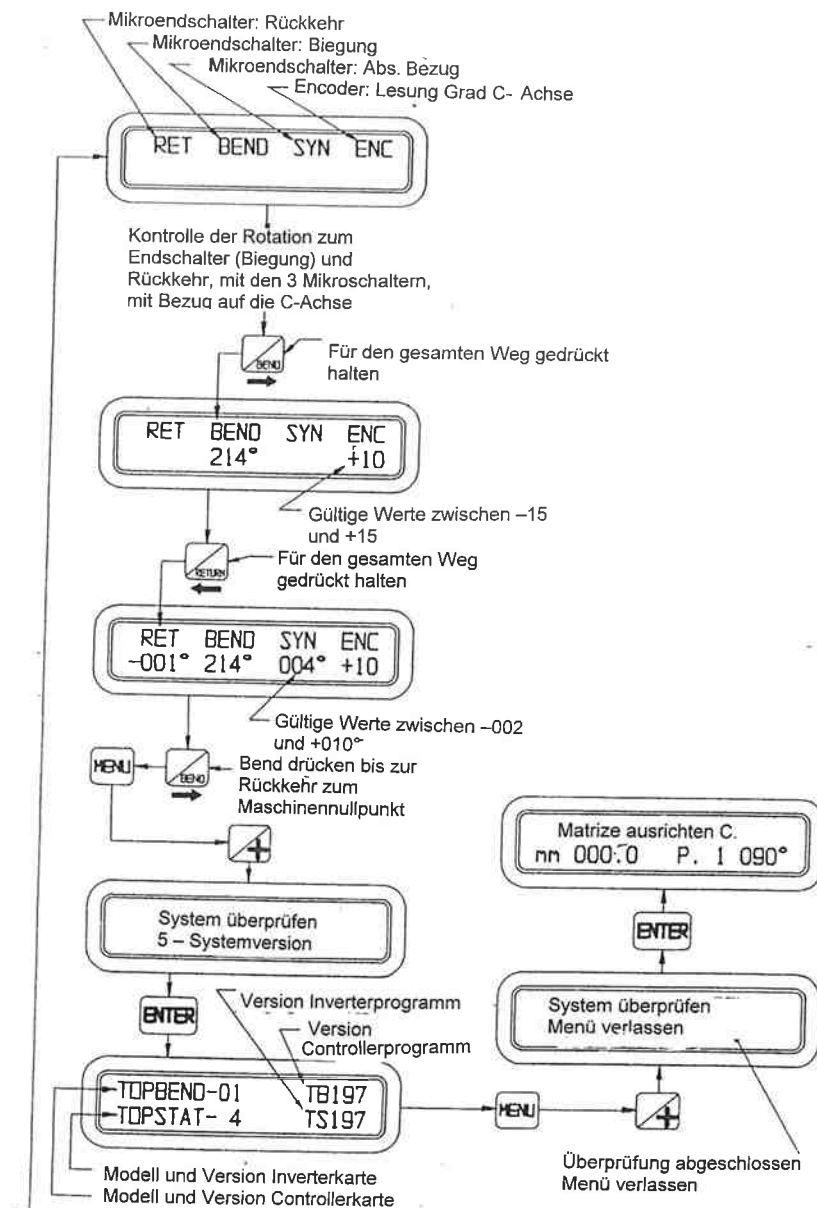 Mikroendschalter: Rückkehr
Mikroendschalter: Biegung
Mikroendschalter: Abs. Bezug
Encoder: Lesung Grad C- Achse
RET BEND SYN ENC
Kontrolle der Rotation zum
Endschalter (Biegung) und
Rückkehr, mit den 3 Mikroschaltern,
mit Bezug auf die C-Achse
BEND
Für den gesamten Weg gedrückt
halten
RET BEND SYN ENC
214° +10
Gültige Werte zwischen –15
und +15
RETURN
Für den gesamten Weg
gedrückt halten
RET BEND SYN ENC
-001° 214° 004° +10
Gültige Werte zwischen –002
und +010°
MENU
BEND
Bend drücken bis zur
Rückkehr zum
Maschinennullpunkt
+
System überprüfen
5 – Systemversion
ENTER
Version Inverterprogramm
Version
Controllerprogramm
TOPBEND-01 TB197
TOPSTAT- 4 TS197
Modell und Version Inverterkarte
Modell und Version Controllerkarte
MENU
+
System überprüfen
Menü verlassen
Überprüfung abgeschlossen
Menü verlassen
ENTER
Matrize ausrichten C.
mm 000.0 P. 1 090°